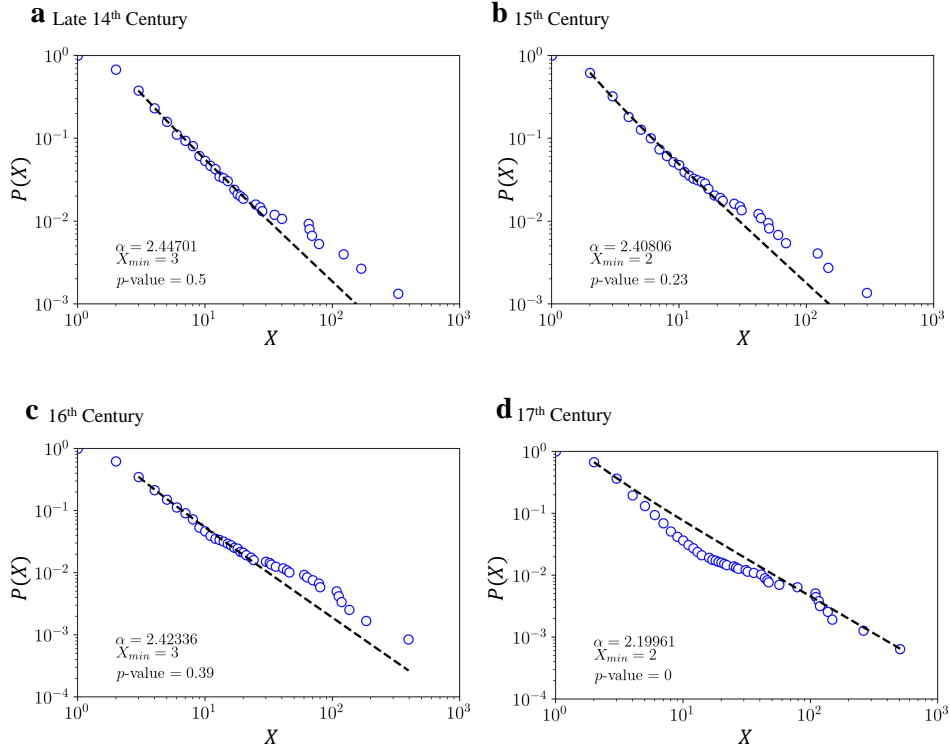 a Late 14th Century
10^0
10^-1
10^-2
10^-3
P(X)
α = 2.44701
X_min = 3
p-value = 0.5
10^0 10^1 10^2 10^3
X
b 15th Century
10^0
10^-1
10^-2
10^-3
P(X)
α = 2.40806
X_min = 2
p-value = 0.23
10^0 10^1 10^2 10^3
X
c 16th Century
10^0
10^-1
10^-2
10^-3
10^-4
P(X)
α = 2.42336
X_min = 3
p-value = 0.39
10^0 10^1 10^2 10^3
X
d 17th Century
10^0
10^-1
10^-2
10^-3
10^-4
P(X)
α = 2.19961
X_min = 2
p-value = 0
10^0 10^1 10^2 10^3
X